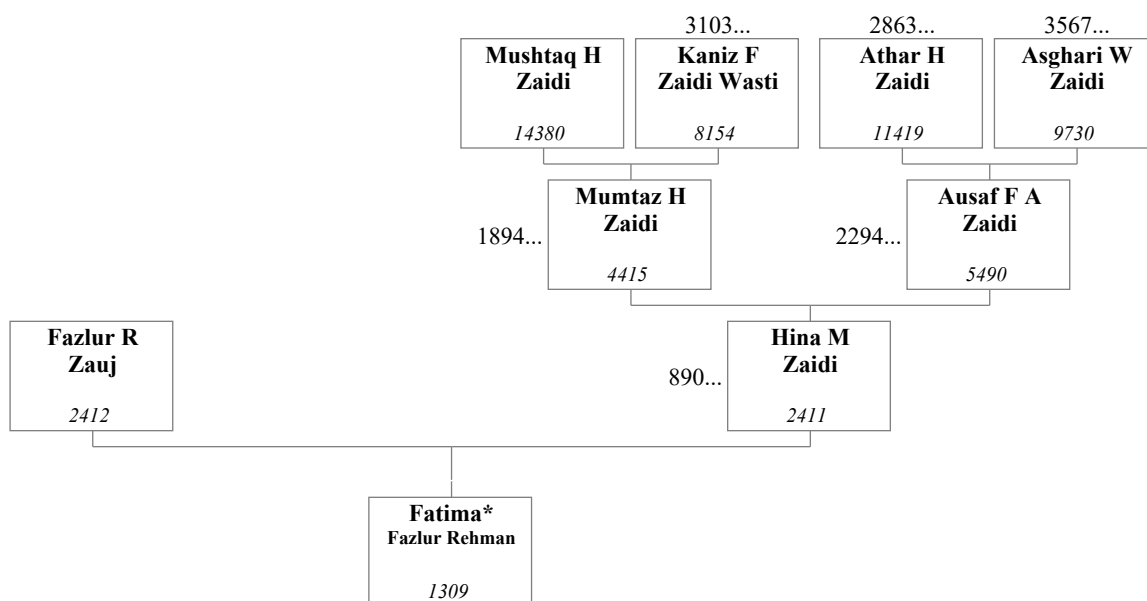 3103...
2863...
3567...
Mushtaq H
Zaidi
14380
Kaniz F
Zaidi Wasti
8154
Athar H
Zaidi
11419
Asghari W
Zaidi
9730
1894...
Mumtaz H
Zaidi
4415
2294...
Ausaf F A
Zaidi
5490
Fazlur R
Zauj
2412
890...
Hina M
Zaidi
2411
Fatima*
Fazlur Rehman
1309